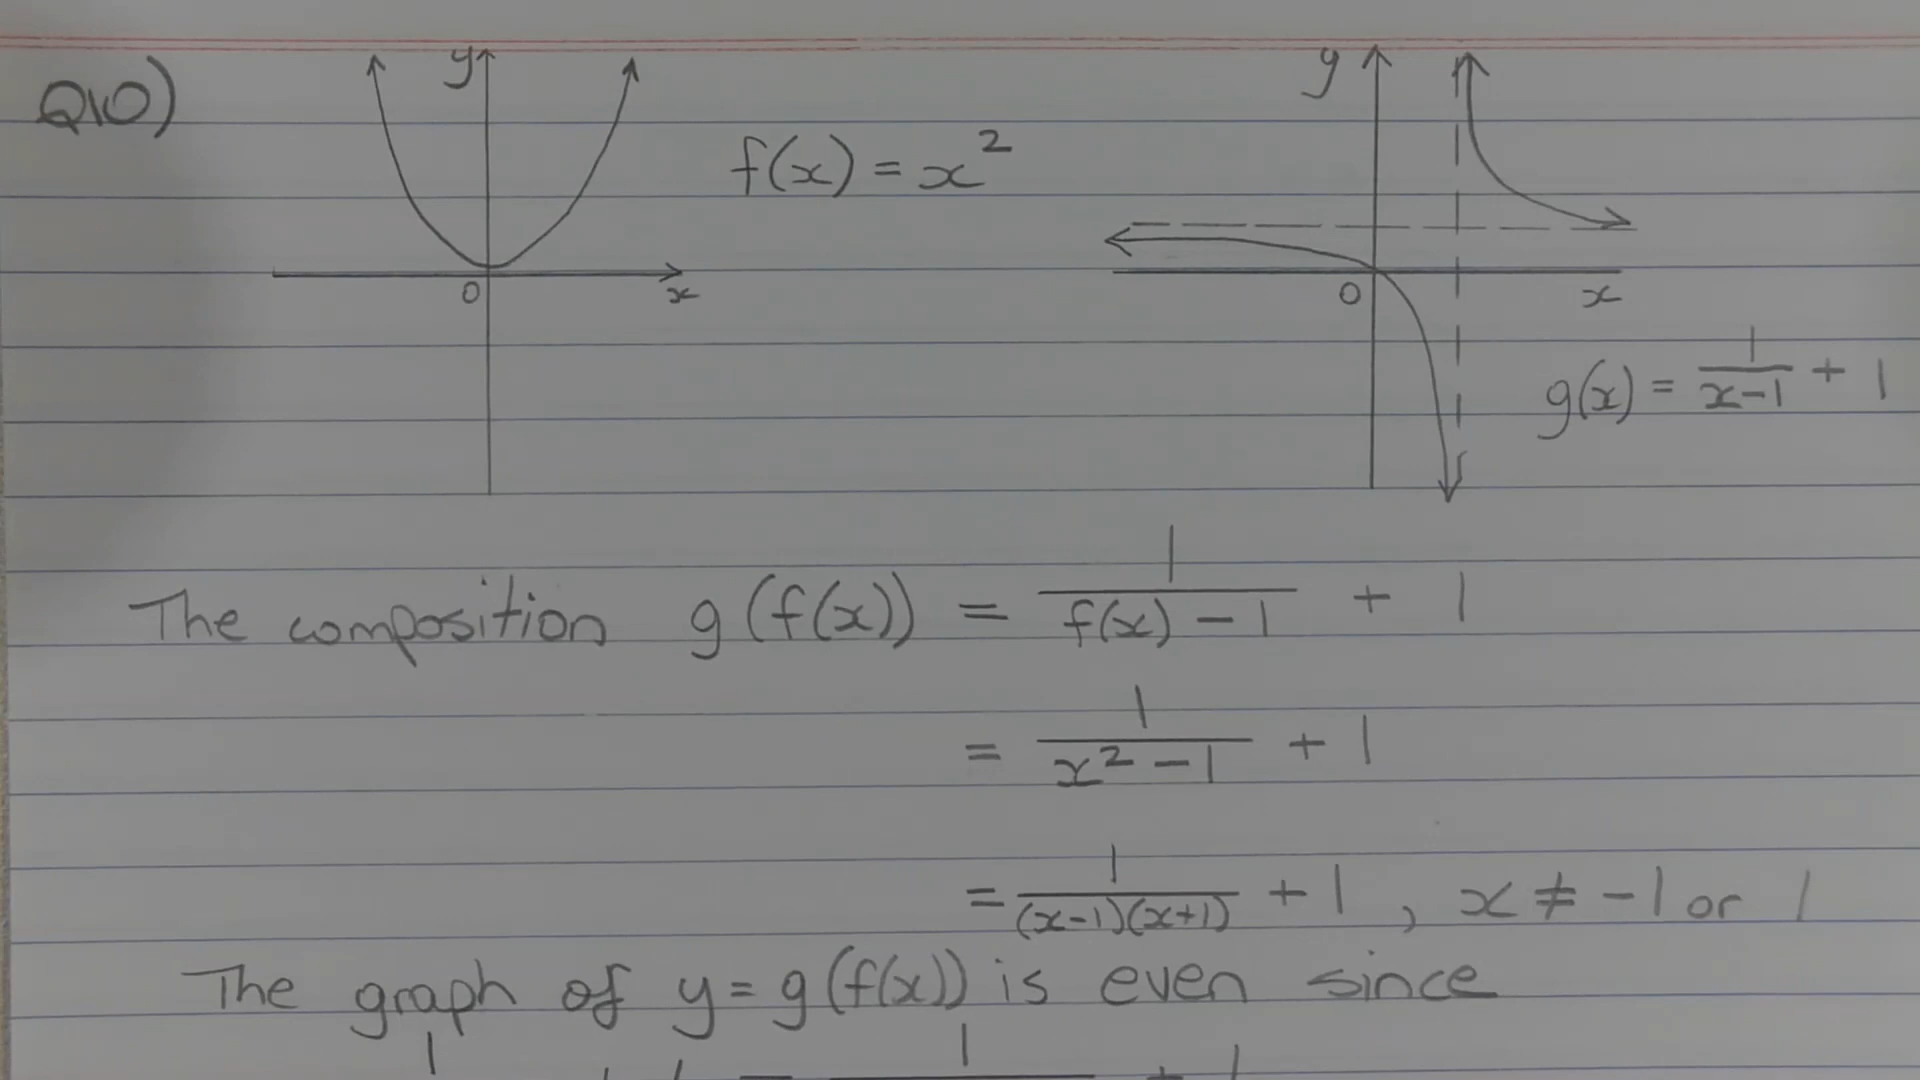 Q10)
y
f(x) = x²
0
x
y
0
x
g(x) = 1/(x-1) + 1
The composition g(f(x)) = 1/(f(x) - 1) + 1
= 1/(x² - 1) + 1
= 1/((x-1)(x+1)) + 1 , x ≠ -1 or 1
The graph of y = g(f(x)) is even since